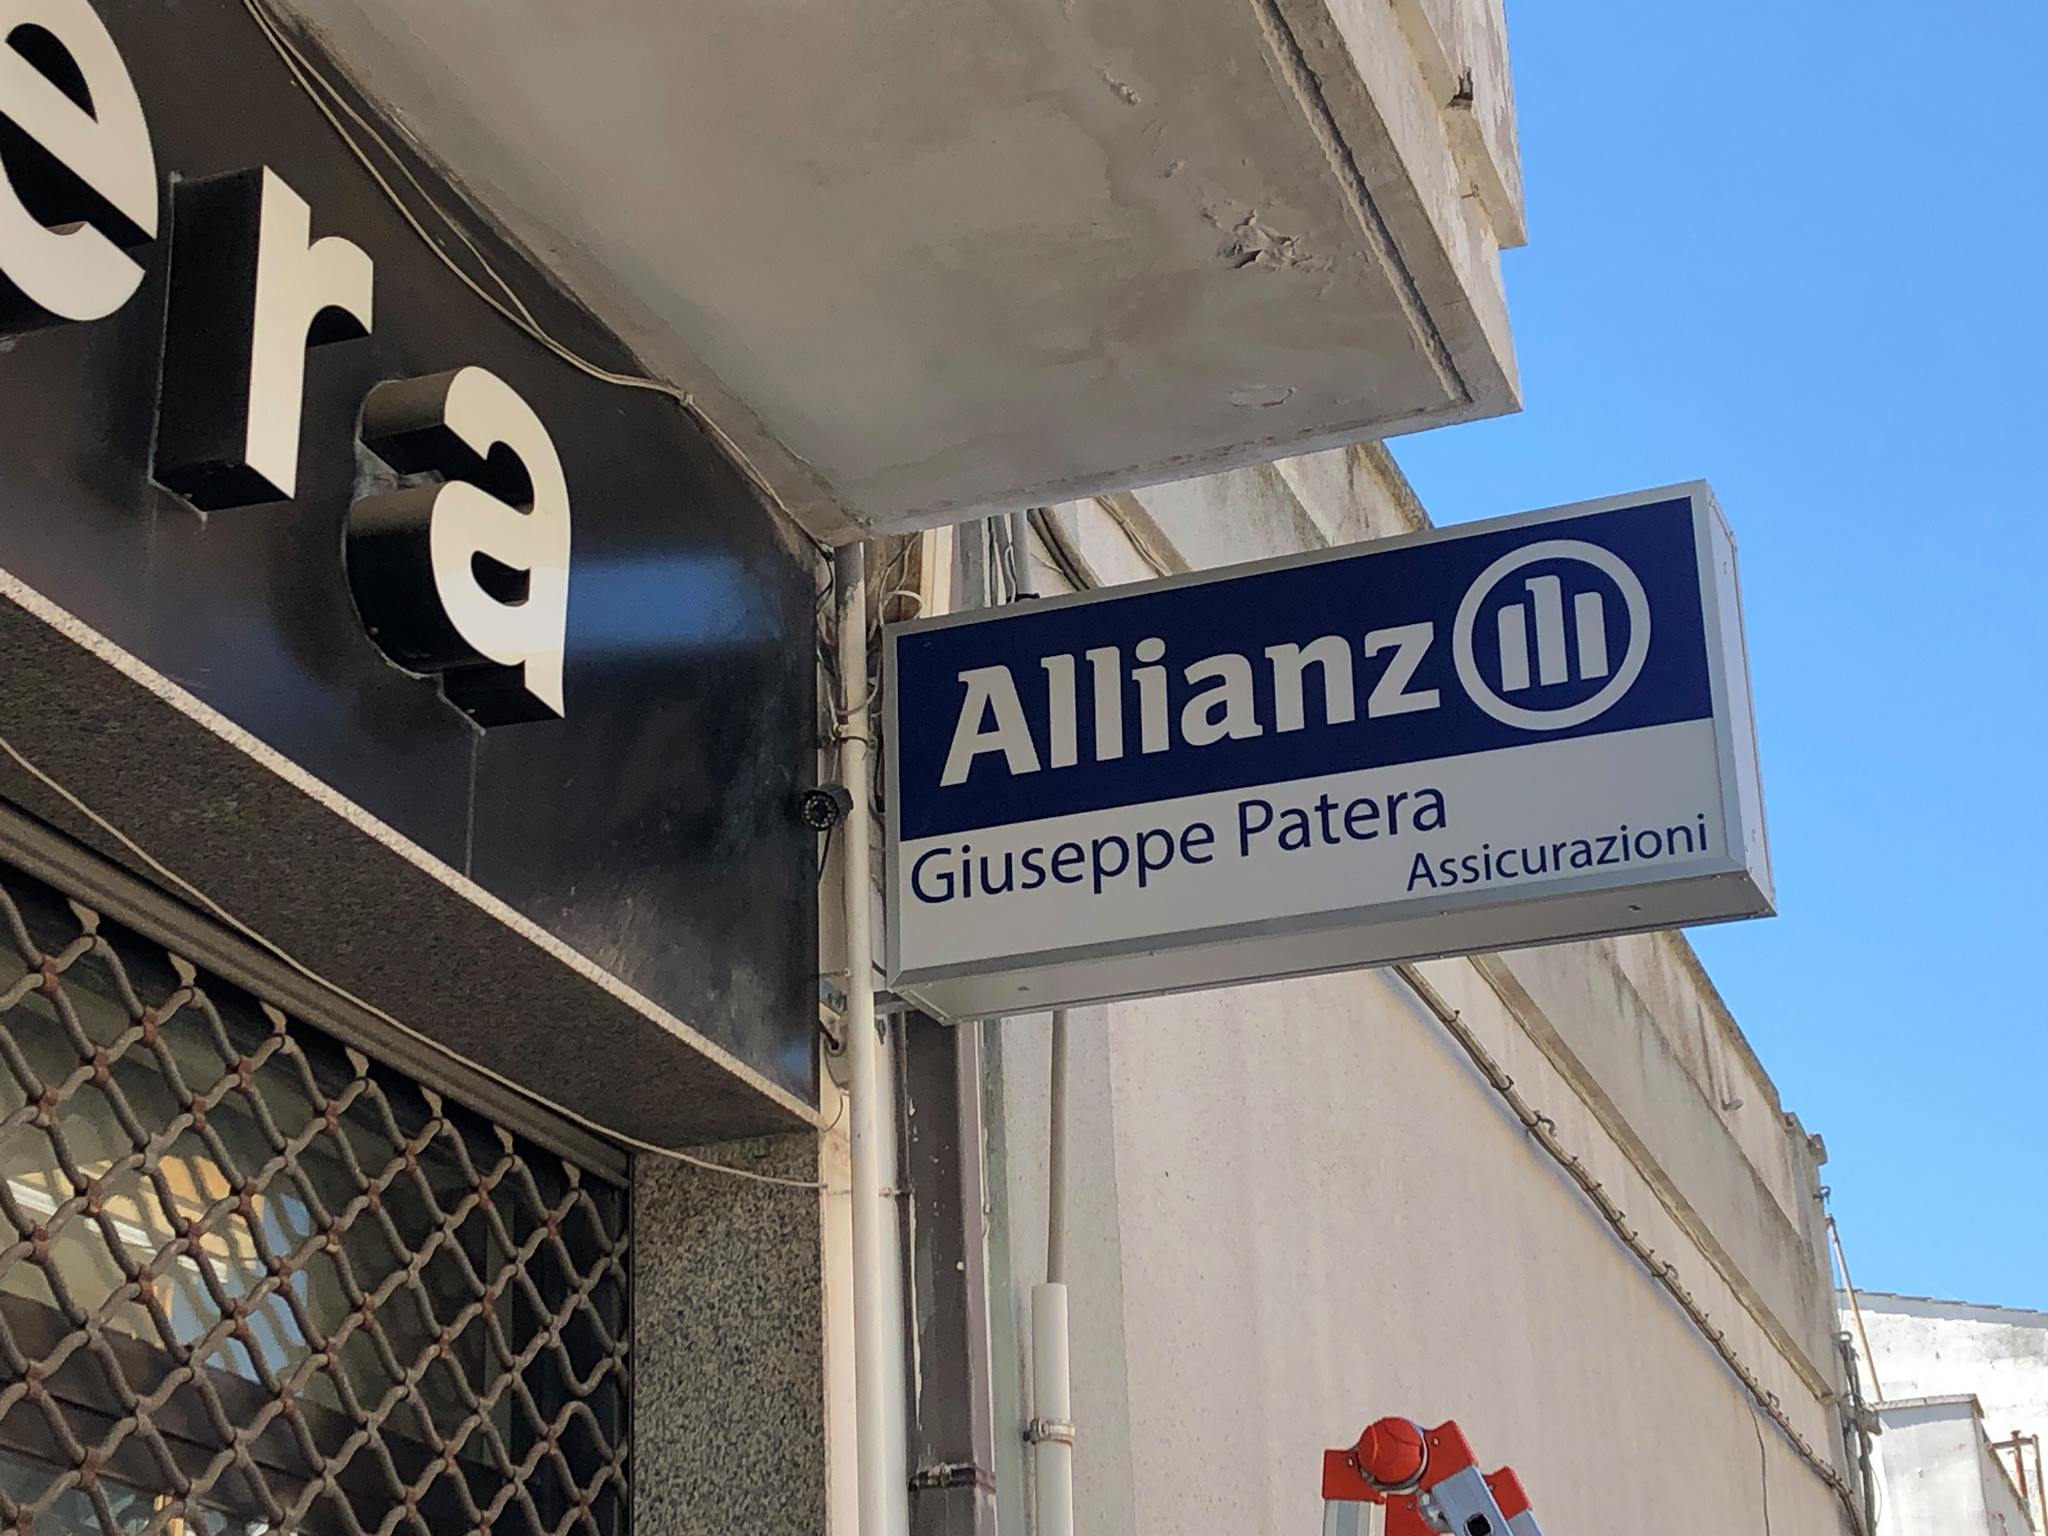 era
Allianz
Giuseppe Patera
Assicurazioni